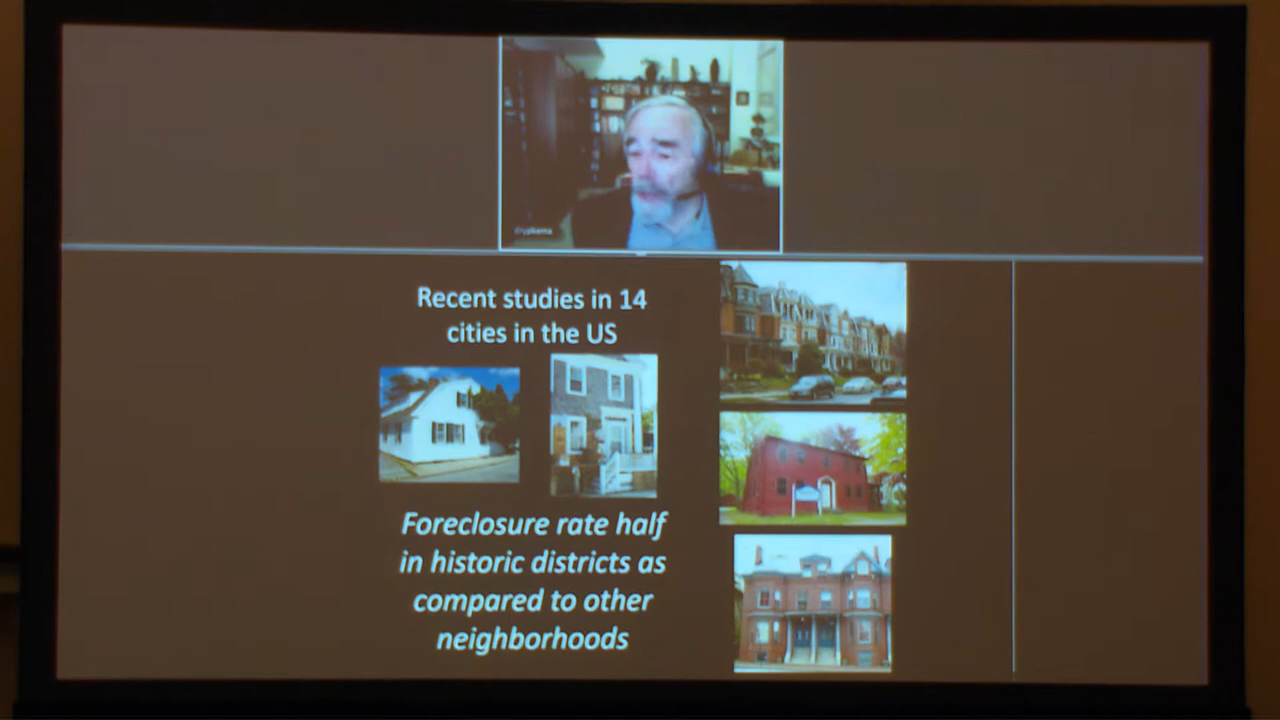 drypkema
Recent studies in 14
cities in the US
Foreclosure rate half
in historic districts as
compared to other
neighborhoods